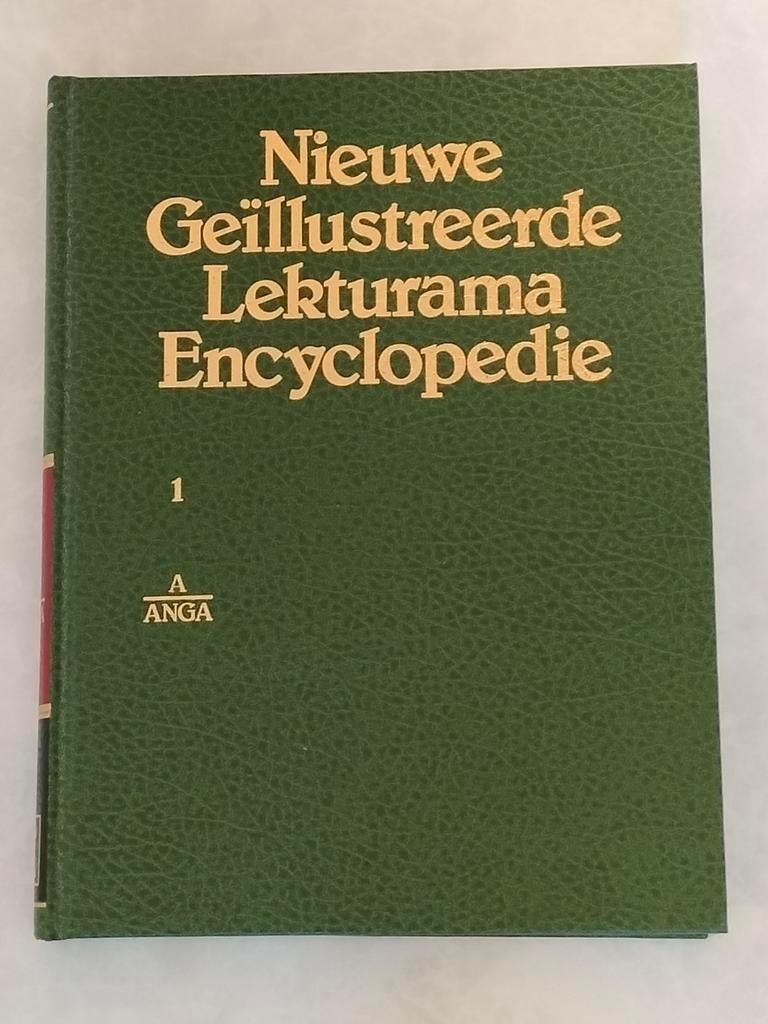 Nieuwe
Geïllustreerde
Lekturama
Encyclopedie
1
A
ANGA